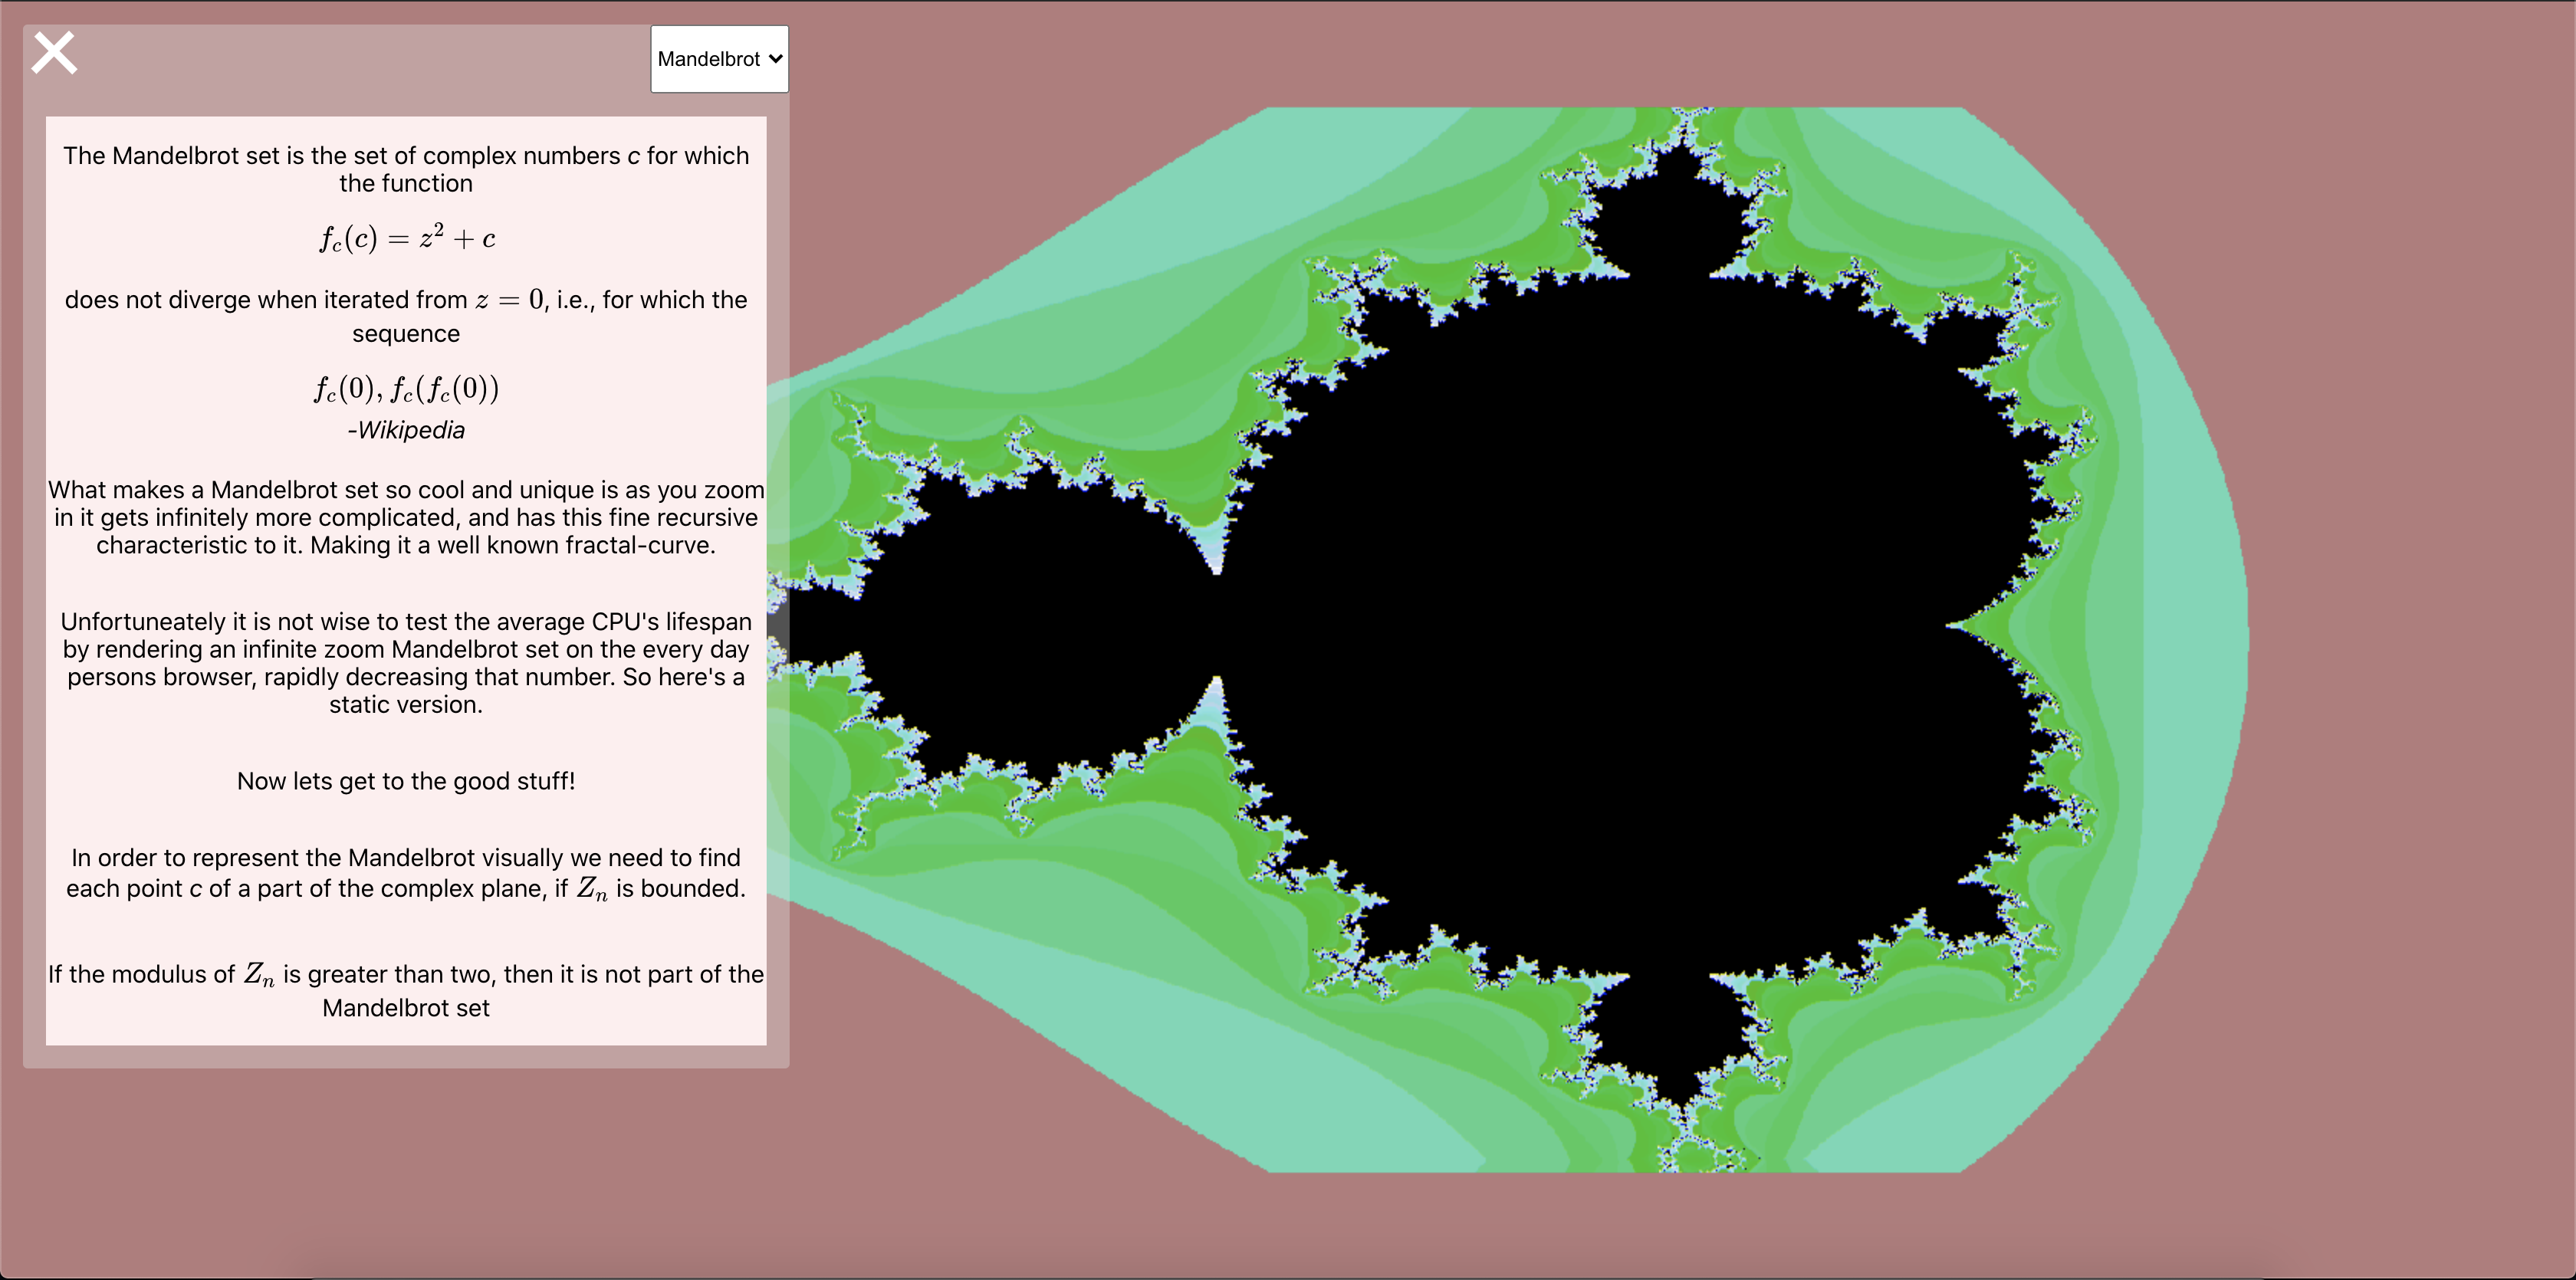 Mandelbrot
The Mandelbrot set is the set of complex numbers c for which
the function
f_c(c) = z² + c
does not diverge when iterated from z = 0, i.e., for which the
sequence
f_c(0), f_c(f_c(0))
-Wikipedia
What makes a Mandelbrot set so cool and unique is as you zoom
in it gets infinitely more complicated, and has this fine recursive
characteristic to it. Making it a well known fractal-curve.
Unfortuneately it is not wise to test the average CPU's lifespan
by rendering an infinite zoom Mandelbrot set on the every day
persons browser, rapidly decreasing that number. So here's a
static version.
Now lets get to the good stuff!
In order to represent the Mandelbrot visually we need to find
each point c of a part of the complex plane, if Z_n is bounded.
If the modulus of Z_n is greater than two, then it is not part of the
Mandelbrot set